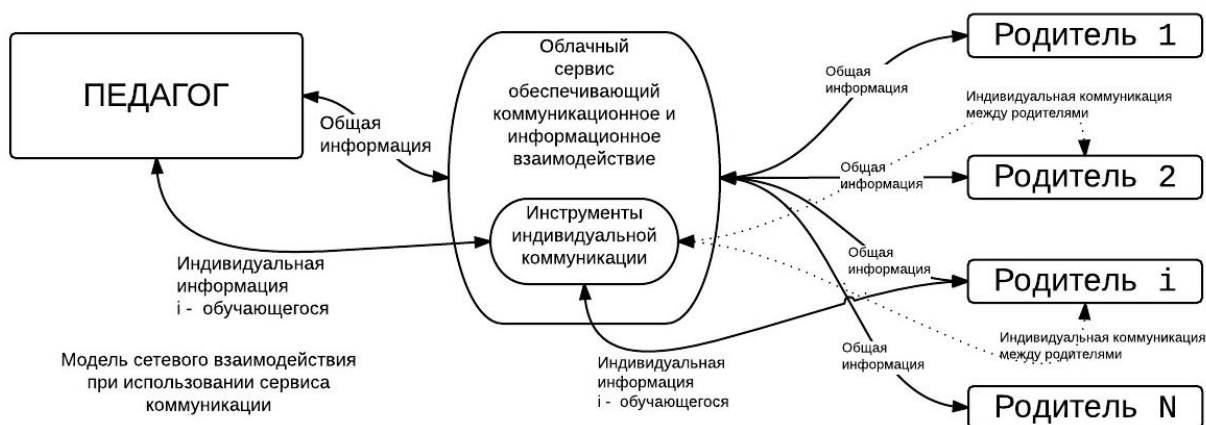 ПЕДАГОГ
Общая
информация
Облачный
сервис
обеспечивающий
коммуникационное и
информационное
взаимодействие
Инструменты
индивидуальной
коммуникации
Индивидуальная
информация
i - обучающегося
Модель сетевого взаимодействия
при использовании сервиса
коммуникации
Индивидуальная
информация
i - обучающегося
Общая
информация
Родитель 1
Индивидуальная коммуникация
между родителями
Общая
информация
Родитель 2
Общая
информация
Родитель i
Индивидуальная коммуникация
между родителями
Общая
информация
Родитель N